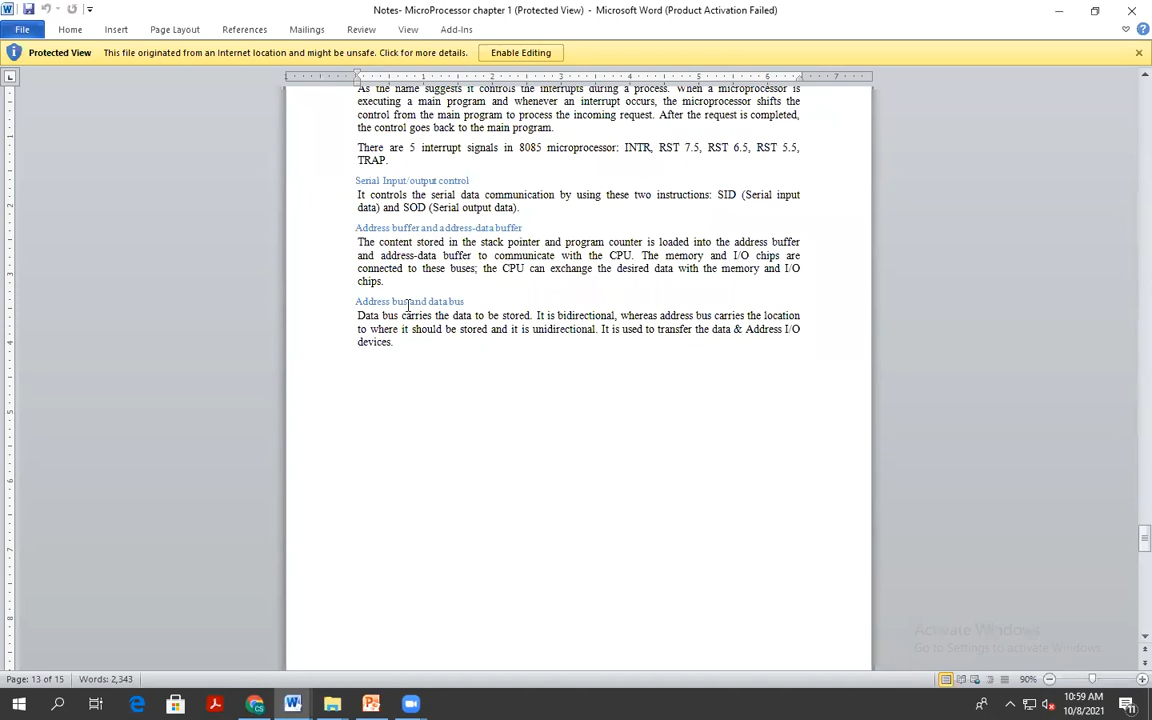 Notes- MicroProcessor chapter 1 (Protected View) - Microsoft Word (Product Activation Failed)
File Home Insert Page Layout References Mailings Review View Add-Ins
Protected View This file originated from an Internet location and might be unsafe. Click for more details. Enable Editing
1 1 2 3 4 5 6 7
As the name suggests it controls the interrupts during a process. When a microprocessor is
executing a main program and whenever an interrupt occurs, the microprocessor shifts the
control from the main program to process the incoming request. After the request is completed,
the control goes back to the main program.
There are 5 interrupt signals in 8085 microprocessor: INTR, RST 7.5, RST 6.5, RST 5.5,
TRAP.
Serial Input/output control
It controls the serial data communication by using these two instructions: SID (Serial input
data) and SOD (Serial output data).
Address buffer and address-data buffer
The content stored in the stack pointer and program counter is loaded into the address buffer
and address-data buffer to communicate with the CPU. The memory and I/O chips are
connected to these buses; the CPU can exchange the desired data with the memory and I/O
chips.
Address bus and data bus
Data bus carries the data to be stored. It is bidirectional, whereas address bus carries the location
to where it should be stored and it is unidirectional. It is used to transfer the data & Address I/O
devices.
Activate Windows
Go to Settings to activate Windows.
Page: 13 of 15 Words: 2,343 90%
10:59 AM
10/8/2021
11